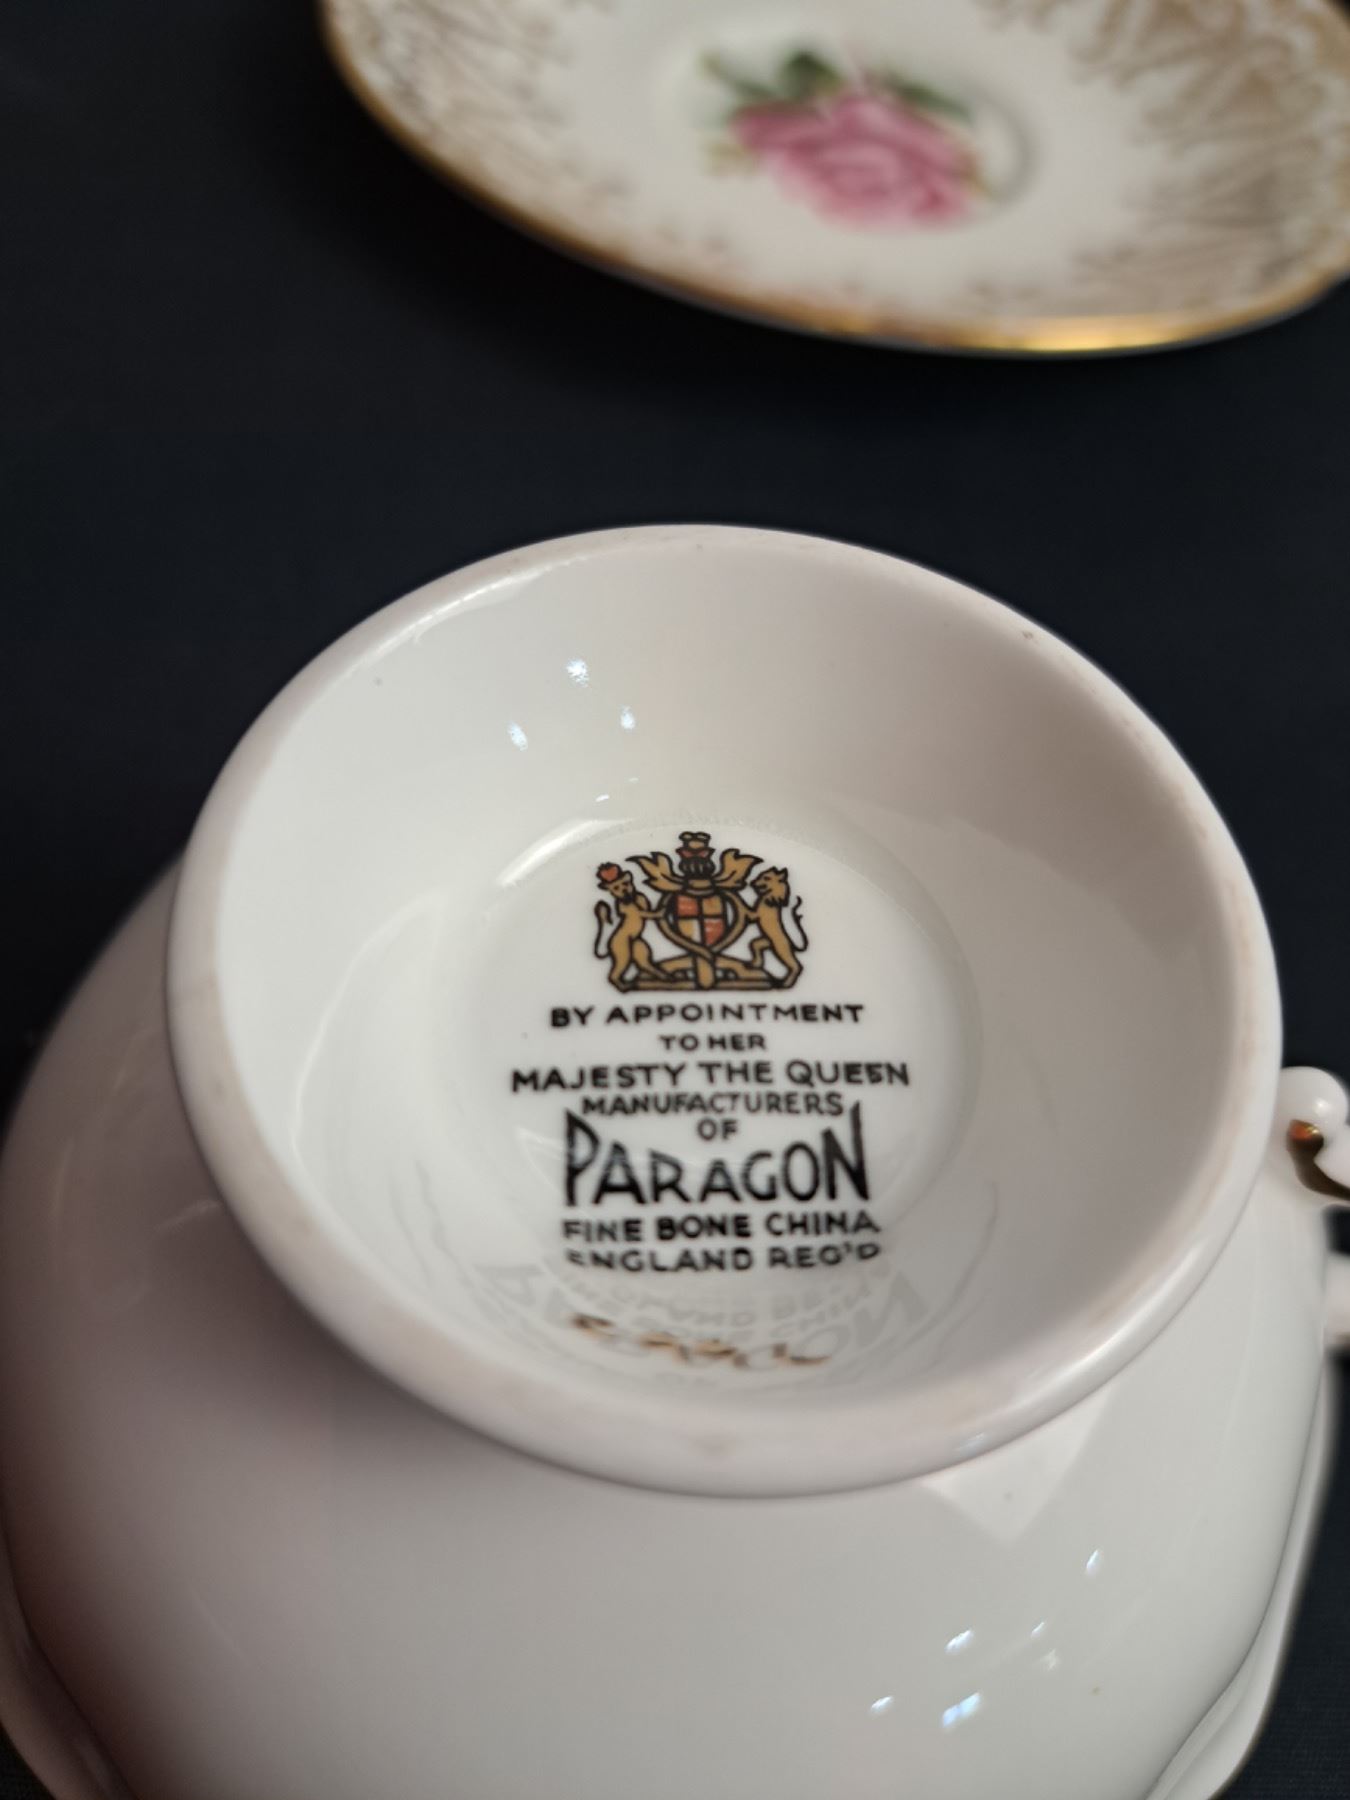 BY APPOINTMENT
TO HER
MAJESTY THE QUEEN
MANUFACTURERS
OF
PARAGON
FINE BONE CHINA
ENGLAND REG'D